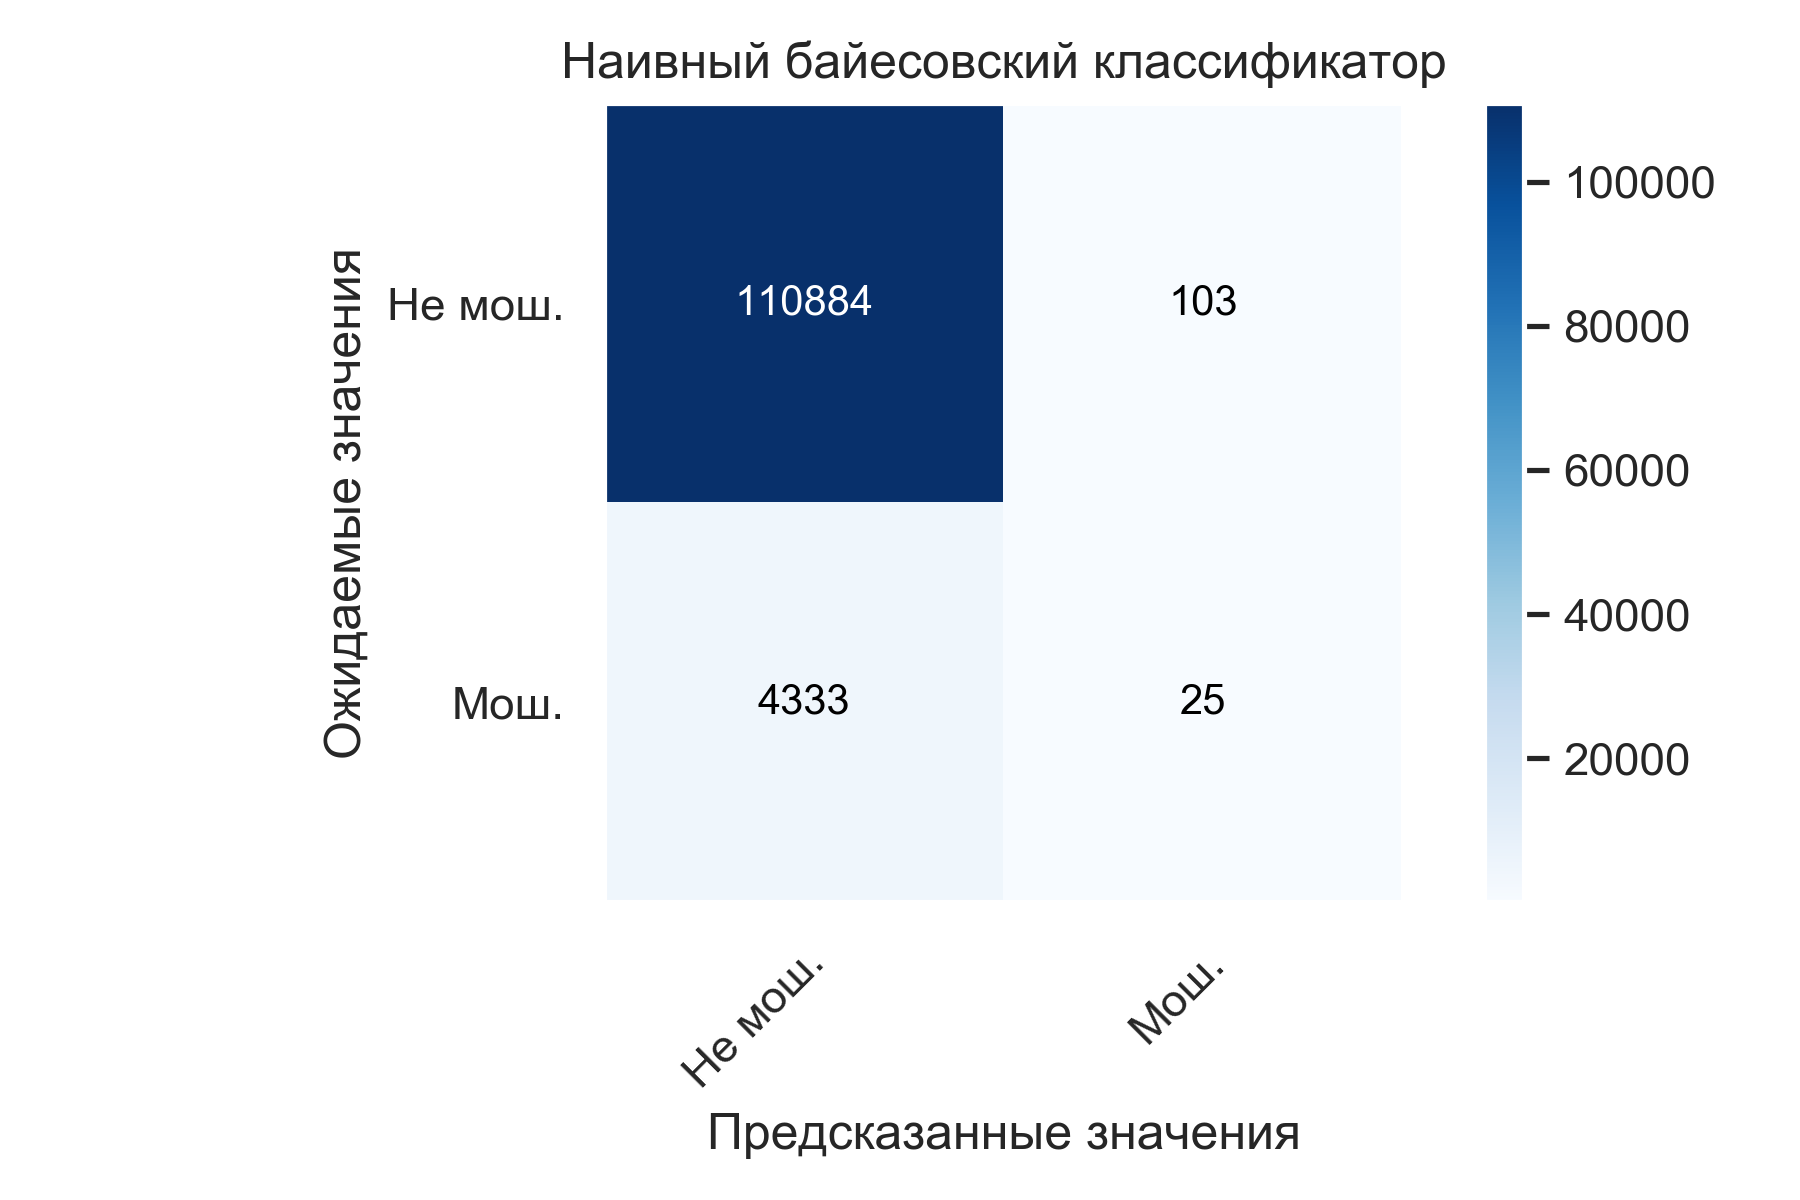 Наивный байесовский классификатор
Ожидаемые значения
Не мош.
Мош.
110884
103
4333
25
Не мош.
Мош.
Предсказанные значения
100000
80000
60000
40000
20000